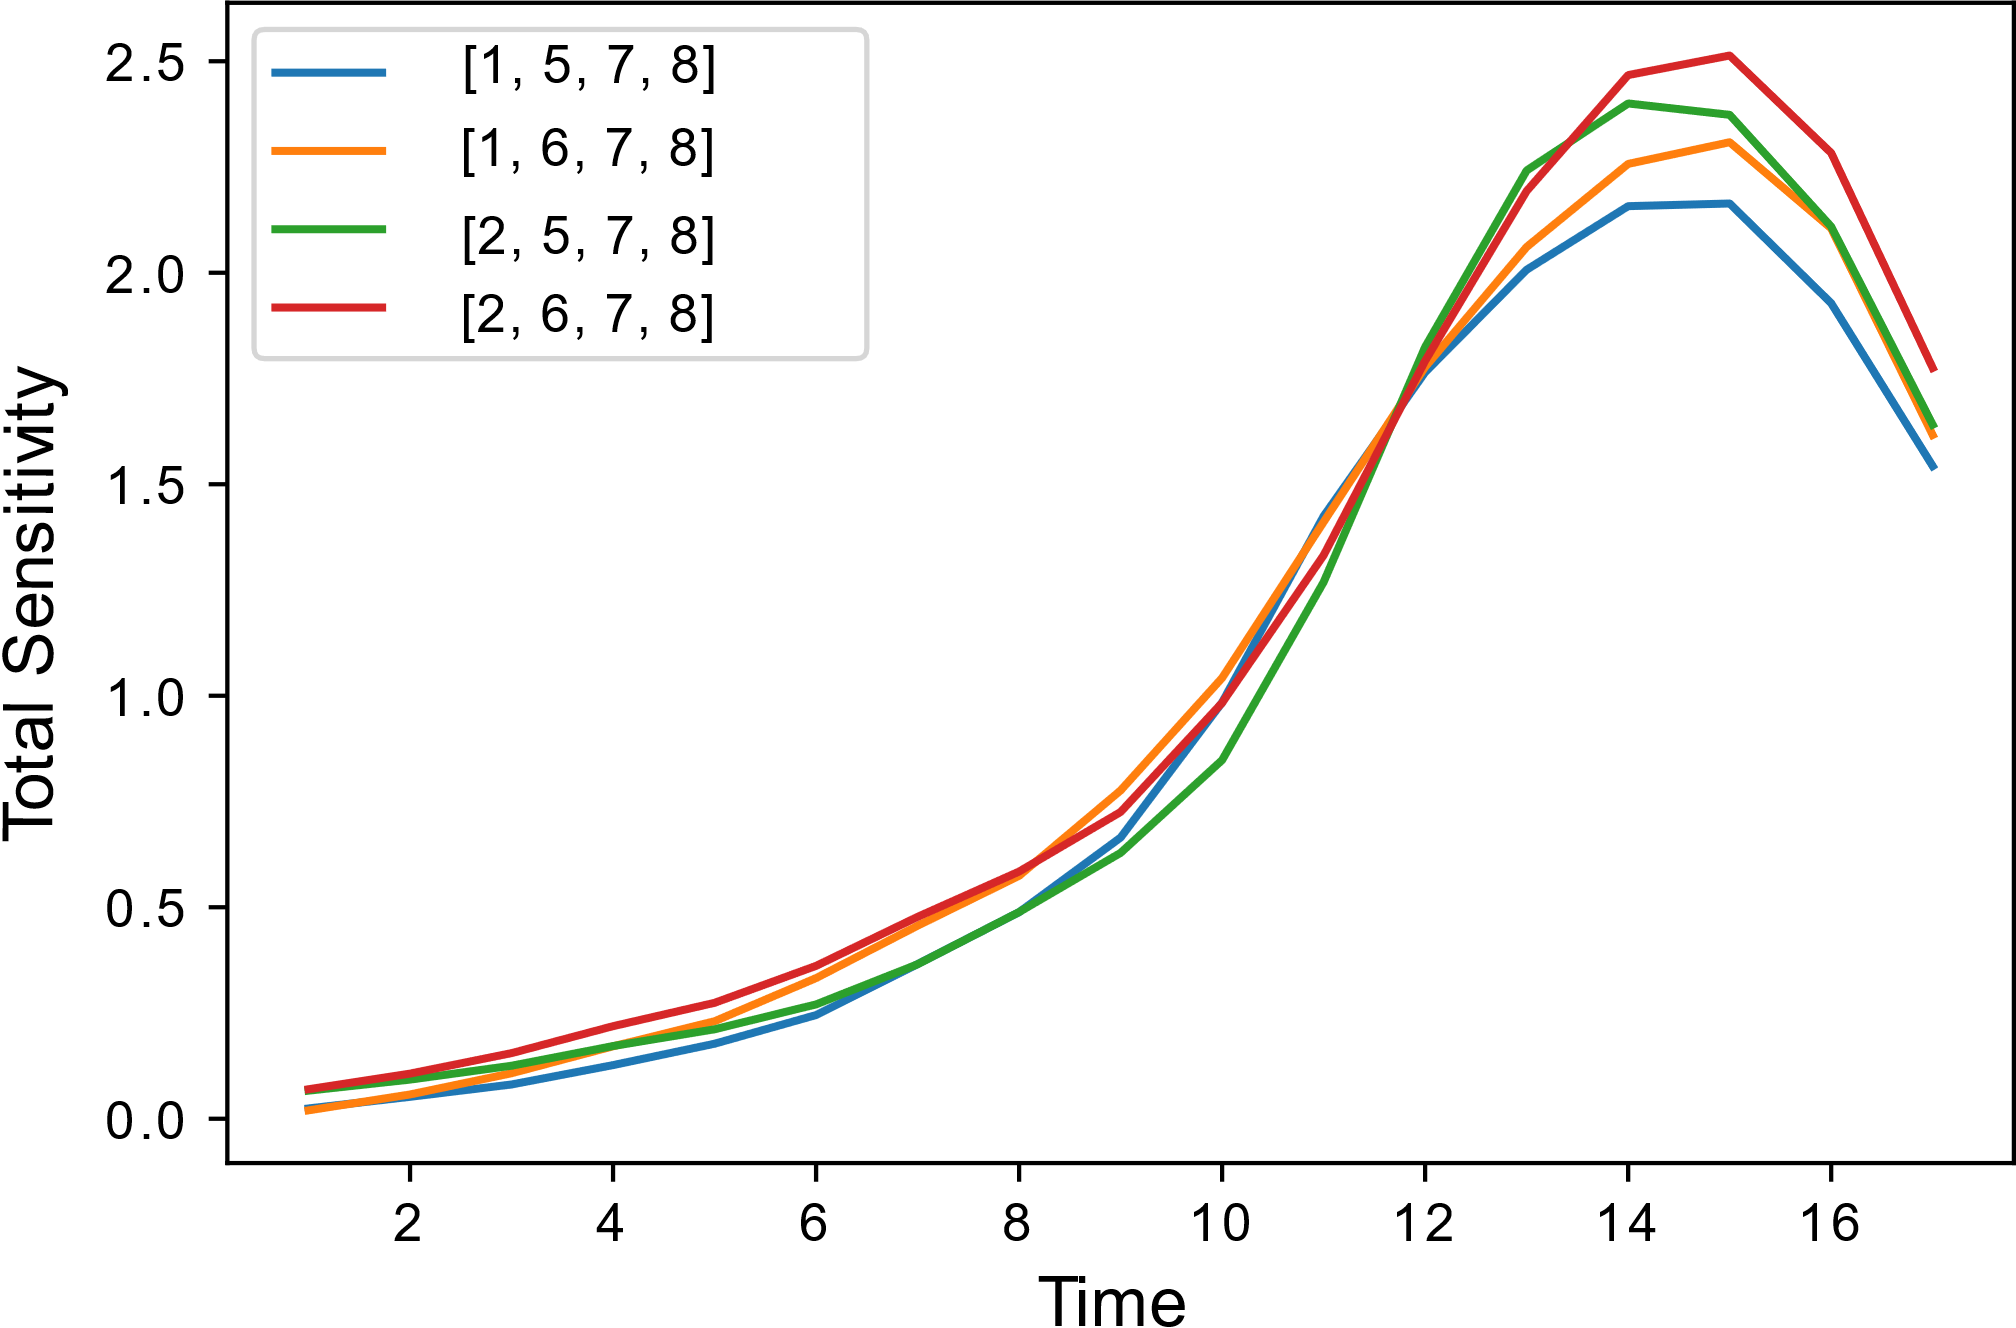 [1, 5, 7, 8]
[1, 6, 7, 8]
[2, 5, 7, 8]
[2, 6, 7, 8]
2.5
2.0
1.5
1.0
0.5
0.0
Total Sensitivity
2 4 6 8 10 12 14 16
Time